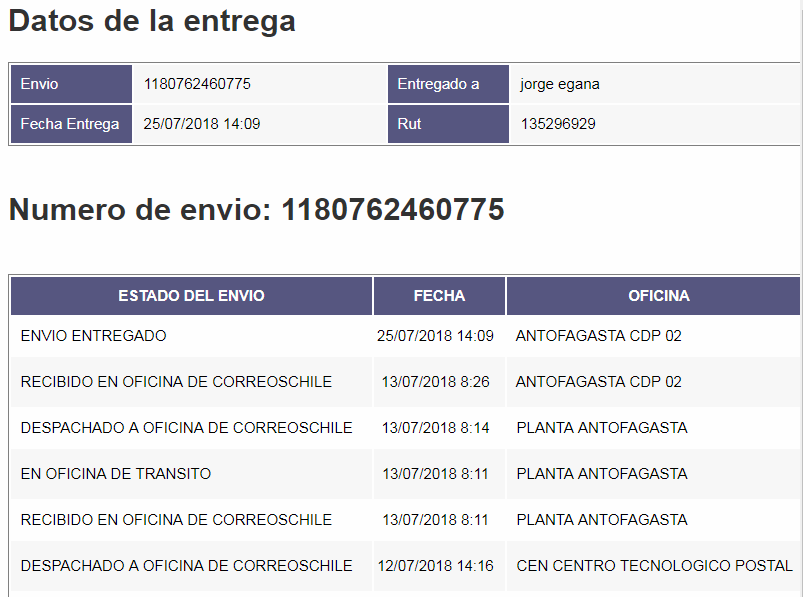 Datos de la entrega
Envio 1180762460775 Entregado a jorge egana
Fecha Entrega 25/07/2018 14:09 Rut 135296929
Numero de envio: 1180762460775
ESTADO DEL ENVIO FECHA OFICINA
ENVIO ENTREGADO 25/07/2018 14:09 ANTOFAGASTA CDP 02
RECIBIDO EN OFICINA DE CORREOSCHILE 13/07/2018 8:26 ANTOFAGASTA CDP 02
DESPACHADO A OFICINA DE CORREOSCHILE 13/07/2018 8:14 PLANTA ANTOFAGASTA
EN OFICINA DE TRANSITO 13/07/2018 8:11 PLANTA ANTOFAGASTA
RECIBIDO EN OFICINA DE CORREOSCHILE 13/07/2018 8:11 PLANTA ANTOFAGASTA
DESPACHADO A OFICINA DE CORREOSCHILE 12/07/2018 14:16 CEN CENTRO TECNOLOGICO POSTAL